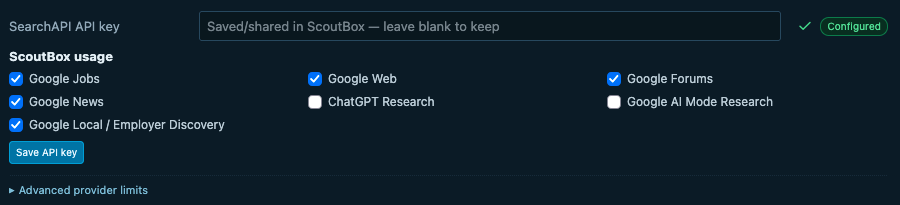 SearchAPI API key Saved/shared in ScoutBox — leave blank to keep Configured
ScoutBox usage
Google Jobs Google Web Google Forums
Google News ChatGPT Research Google AI Mode Research
Google Local / Employer Discovery
Save API key
Advanced provider limits